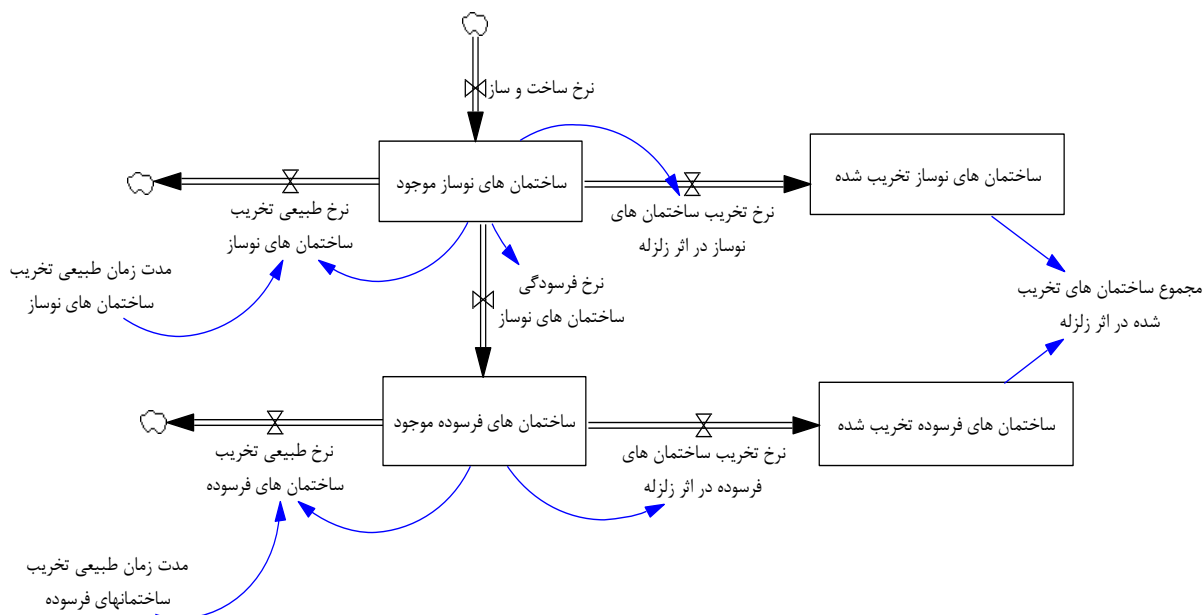 نرخ ساخت و ساز
ساختمان های نوساز تخریب شده
ساختمان های نوساز موجود
نرخ تخریب ساختمان های
نوساز در اثر زلزله
نرخ طبیعی تخریب
ساختمان های نوساز
مدت زمان طبیعی تخریب
ساختمان های نوساز
نرخ فرسودگی
ساختمان های نوساز
مجموع ساختمان های تخریب
شده در اثر زلزله
ساختمان های فرسوده تخریب شده
ساختمان های فرسوده موجود
نرخ تخریب ساختمان های
فرسوده در اثر زلزله
نرخ طبیعی تخریب
ساختمان های فرسوده
مدت زمان طبیعی تخریب
ساختمانهای فرسوده